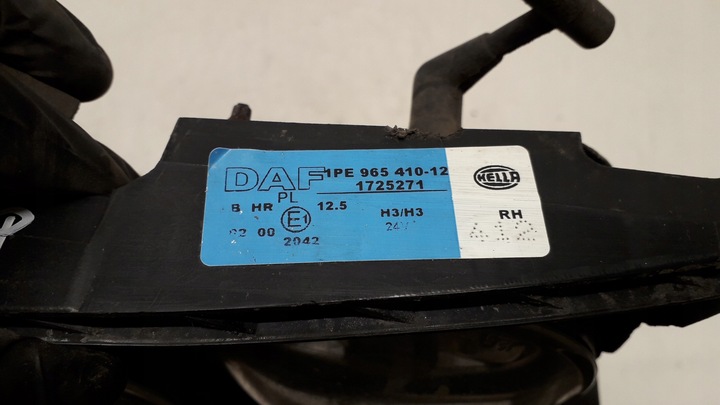 DAF 1PE 965 410-12
1725271
HELLA
PL
B HR E1 12.5 H3/H3 RH
02 00 2042 24V 412